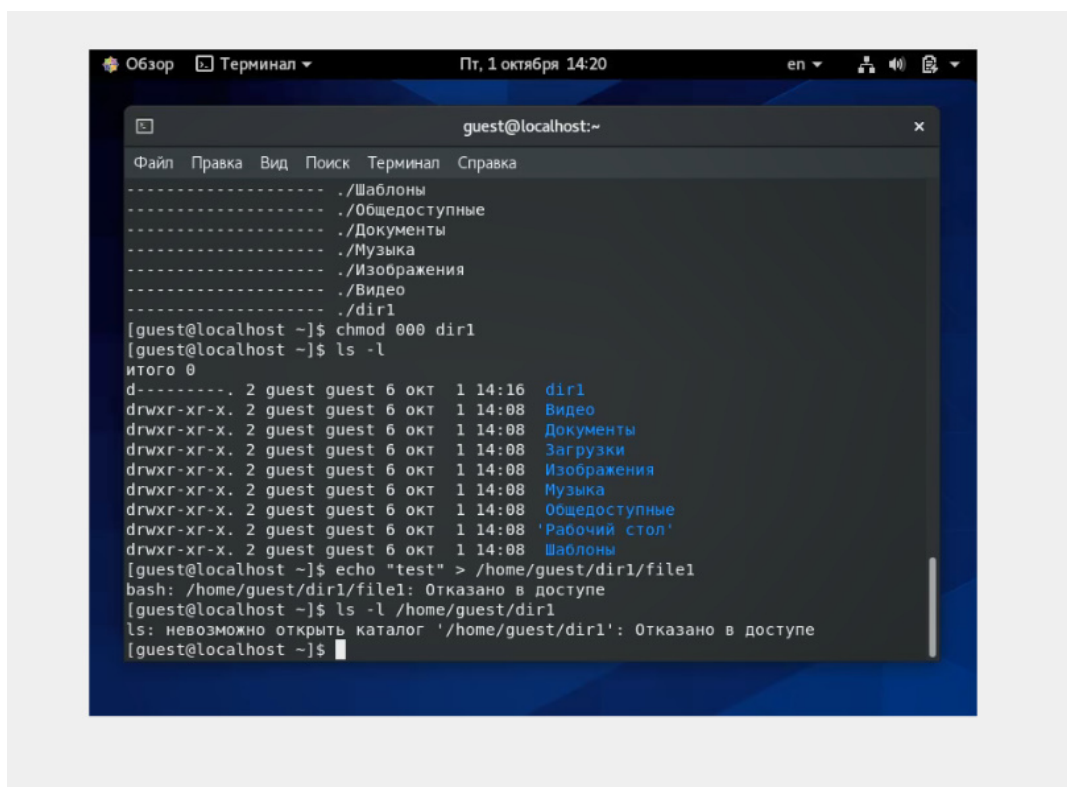 Обзор Терминал Пт, 1 октября 14:20 en
guest@localhost:~ ×
Файл Правка Вид Поиск Терминал Справка
-------------------- ./Шаблоны
-------------------- ./Общедоступные
-------------------- ./Документы
-------------------- ./Музыка
-------------------- ./Изображения
-------------------- ./Видео
-------------------- ./dir1
[guest@localhost ~]$ chmod 000 dir1
[guest@localhost ~]$ ls -l
итого 0
d---------. 2 guest guest 6 окт  1 14:16  dir1
drwxr-xr-x. 2 guest guest 6 окт  1 14:08  Видео
drwxr-xr-x. 2 guest guest 6 окт  1 14:08  Документы
drwxr-xr-x. 2 guest guest 6 окт  1 14:08  Загрузки
drwxr-xr-x. 2 guest guest 6 окт  1 14:08  Изображения
drwxr-xr-x. 2 guest guest 6 окт  1 14:08  Музыка
drwxr-xr-x. 2 guest guest 6 окт  1 14:08  Общедоступные
drwxr-xr-x. 2 guest guest 6 окт  1 14:08 'Рабочий стол'
drwxr-xr-x. 2 guest guest 6 окт  1 14:08  Шаблоны
[guest@localhost ~]$ echo "test" > /home/guest/dir1/file1
bash: /home/guest/dir1/file1: Отказано в доступе
[guest@localhost ~]$ ls -l /home/guest/dir1
ls: невозможно открыть каталог '/home/guest/dir1': Отказано в доступе
[guest@localhost ~]$